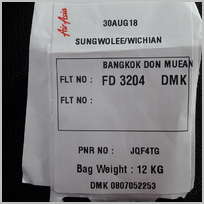 AirAsia
30AUG18
SUNGWOLEE/WICHIAN
BANGKOK DON MUEAN
FLT NO : FD 3204 DMK
FLT NO :
PNR NO : JQF4TG
Bag Weight : 12 KG
DMK 0807052253